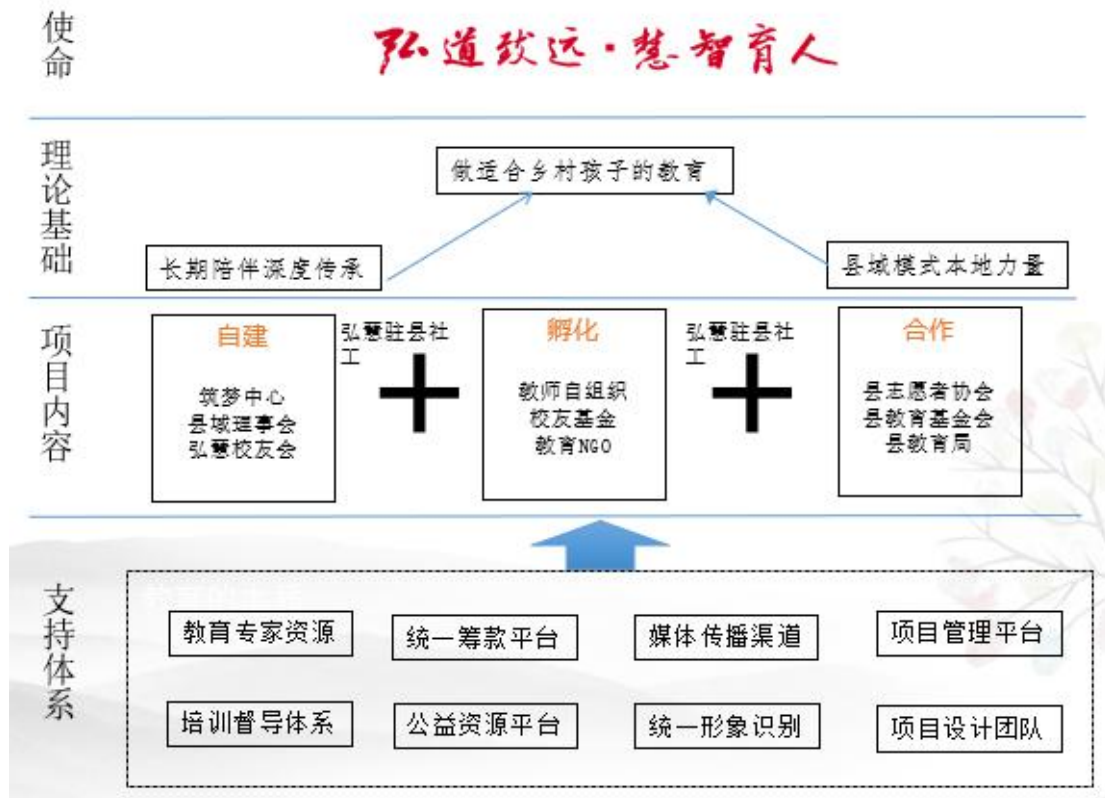 使命
弘道致远·慧智育人
理论基础
做适合乡村孩子的教育
长期陪伴深度传承
县域模式本地力量
项目内容
自建
筑梦中心
县域理事会
弘慧校友会
弘慧驻县社
工
孵化
教师自组织
校友基金
教育NGO
弘慧驻县社
工
合作
县志愿者协会
县教育基金会
县教育局
支持体系
教育专家资源
统一筹款平台
媒体传播渠道
项目管理平台
培训督导体系
公益资源平台
统一形象识别
项目设计团队